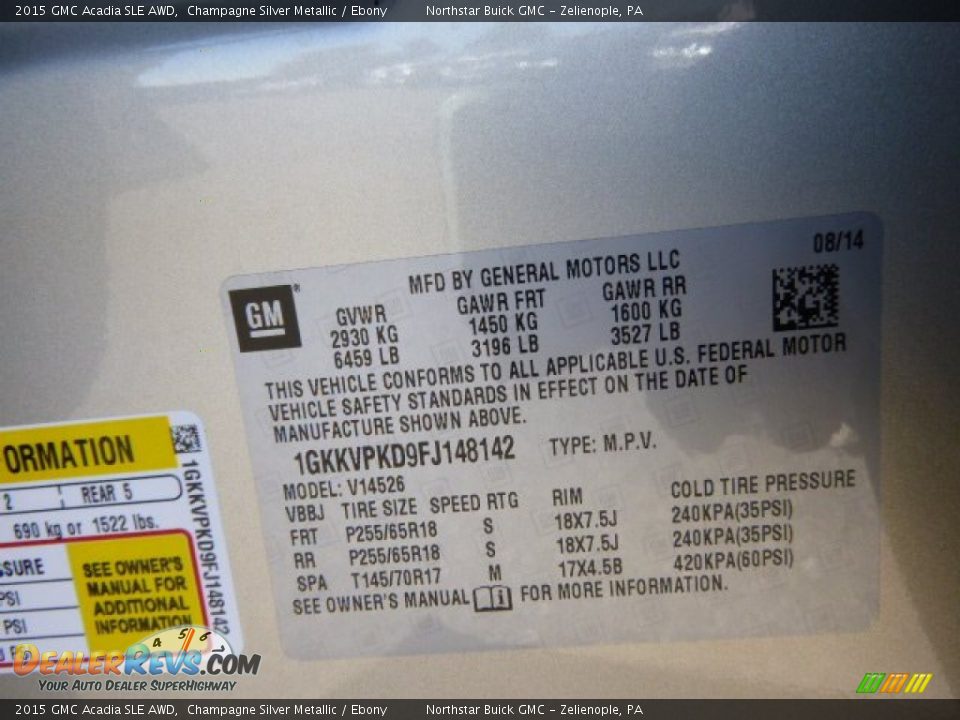 2015 GMC Acadia SLE AWD,  Champagne Silver Metallic / Ebony        Northstar Buick GMC - Zelienople, PA
08/14
MFD BY GENERAL MOTORS LLC
GM®
GVWR GAWR FRT GAWR RR
2930 KG 1450 KG 1600 KG
6459 LB 3196 LB 3527 LB
THIS VEHICLE CONFORMS TO ALL APPLICABLE U.S. FEDERAL MOTOR
VEHICLE SAFETY STANDARDS IN EFFECT ON THE DATE OF
MANUFACTURE SHOWN ABOVE.
1GKKVPKD9FJ148142 TYPE: M.P.V.
MODEL: V14526
VBBJ TIRE SIZE SPEED RTG RIM COLD TIRE PRESSURE
FRT P255/65R18 S 18X7.5J 240KPA(35PSI)
RR P255/65R18 S 18X7.5J 240KPA(35PSI)
SPA T145/70R17 M 17X4.5B 420KPA(60PSI)
SEE OWNER'S MANUAL FOR MORE INFORMATION.
ORMATION
2 REAR 5
690 kg or 1522 lbs.
SSURE
PSI
PSI
SEE OWNER'S
MANUAL FOR
ADDITIONAL
INFORMATION
1GKKVPKD9FJ148142
4 5 6
DEALERREVS.COM
YOUR AUTO DEALER SUPERHIGHWAY
2015 GMC Acadia SLE AWD,  Champagne Silver Metallic / Ebony        Northstar Buick GMC - Zelienople, PA